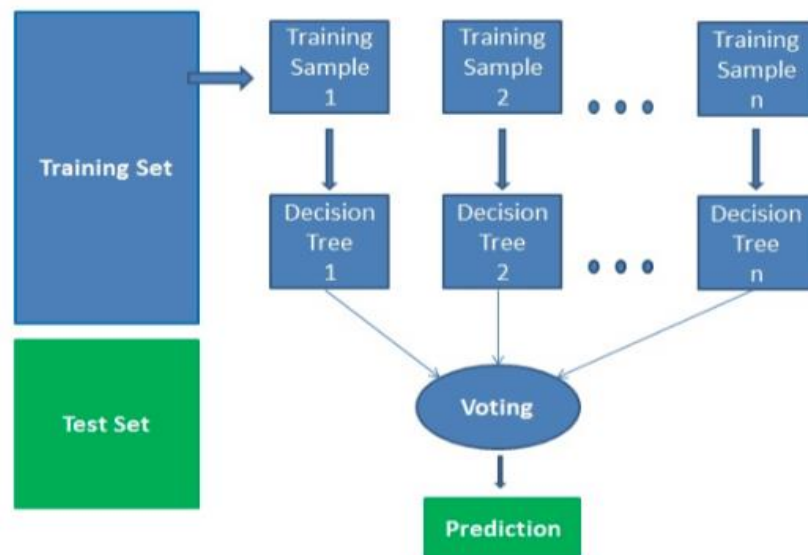 Training Set
Test Set
Training
Sample
1
Training
Sample
2
Training
Sample
n
Decision
Tree
1
Decision
Tree
2
Decision
Tree
n
Voting
Prediction